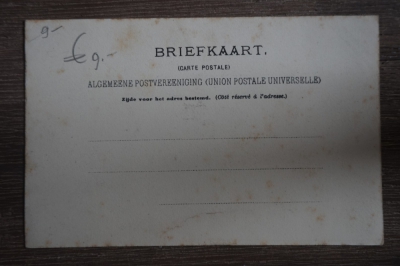 9-
€ 9.-
BRIEFKAART.
(CARTE POSTALE)
ALGEMEENE POSTVEREENIGING (UNION POSTALE UNIVERSELLE)
Zijde voor het adres bestemd. (Côté réservé à l'adresse.)